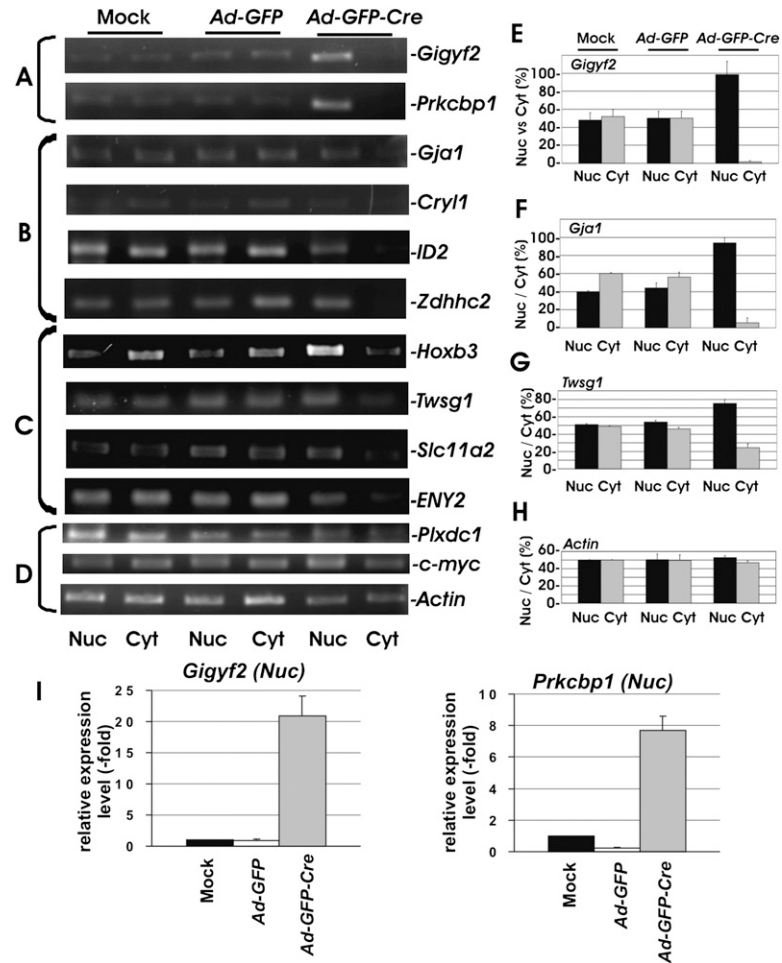 Mock Ad-GFP Ad-GFP-Cre
A
-Gigyf2
-Prkcbp1
B
-Gja1
-Cryl1
-ID2
-Zdhhc2
C
-Hoxb3
-Twsg1
-Slc11a2
-ENY2
D
-Plxdc1
-c-myc
-Actin
Nuc Cyt Nuc Cyt Nuc Cyt
E
Mock Ad-GFP Ad-GFP-Cre
Gigyf2
Nuc vs Cyt (%)
100-
80-
60-
40-
20-
0-
Nuc Cyt Nuc Cyt Nuc Cyt
F
Gja1
Nuc / Cyt (%)
100-
80-
60-
40-
20-
0-
Nuc Cyt Nuc Cyt Nuc Cyt
G
Twsg1
Nuc / Cyt (%)
80-
60-
40-
20-
0-
Nuc Cyt Nuc Cyt Nuc Cyt
H
Actin
Nuc / Cyt (%)
60-
40-
20-
0-
Nuc Cyt Nuc Cyt Nuc Cyt
I
Gigyf2 (Nuc)
relative expression
level (-fold)
25
20
15
10
5
0
Mock
Ad-GFP
Ad-GFP-Cre
Prkcbp1 (Nuc)
relative expression
level (-fold)
10
8
6
4
2
0
Mock
Ad-GFP
Ad-GFP-Cre